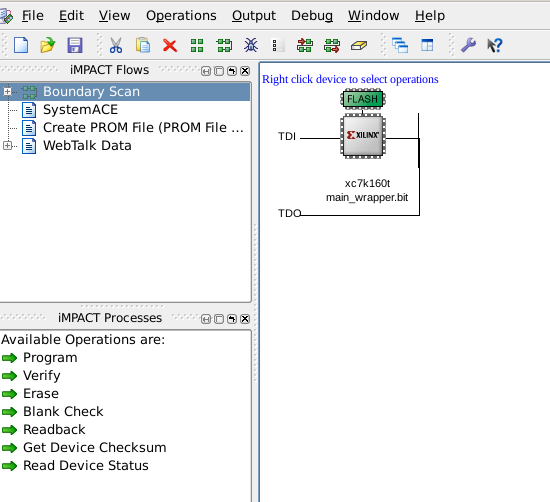 File Edit View Operations Output Debug Window Help
iMPACT Flows
Boundary Scan
SystemACE
Create PROM File (PROM File ...
WebTalk Data
iMPACT Processes
Available Operations are:
Program
Verify
Erase
Blank Check
Readback
Get Device Checksum
Read Device Status
Right click device to select operations
FLASH
TDI
XILINX
xc7k160t
main_wrapper.bit
TDO